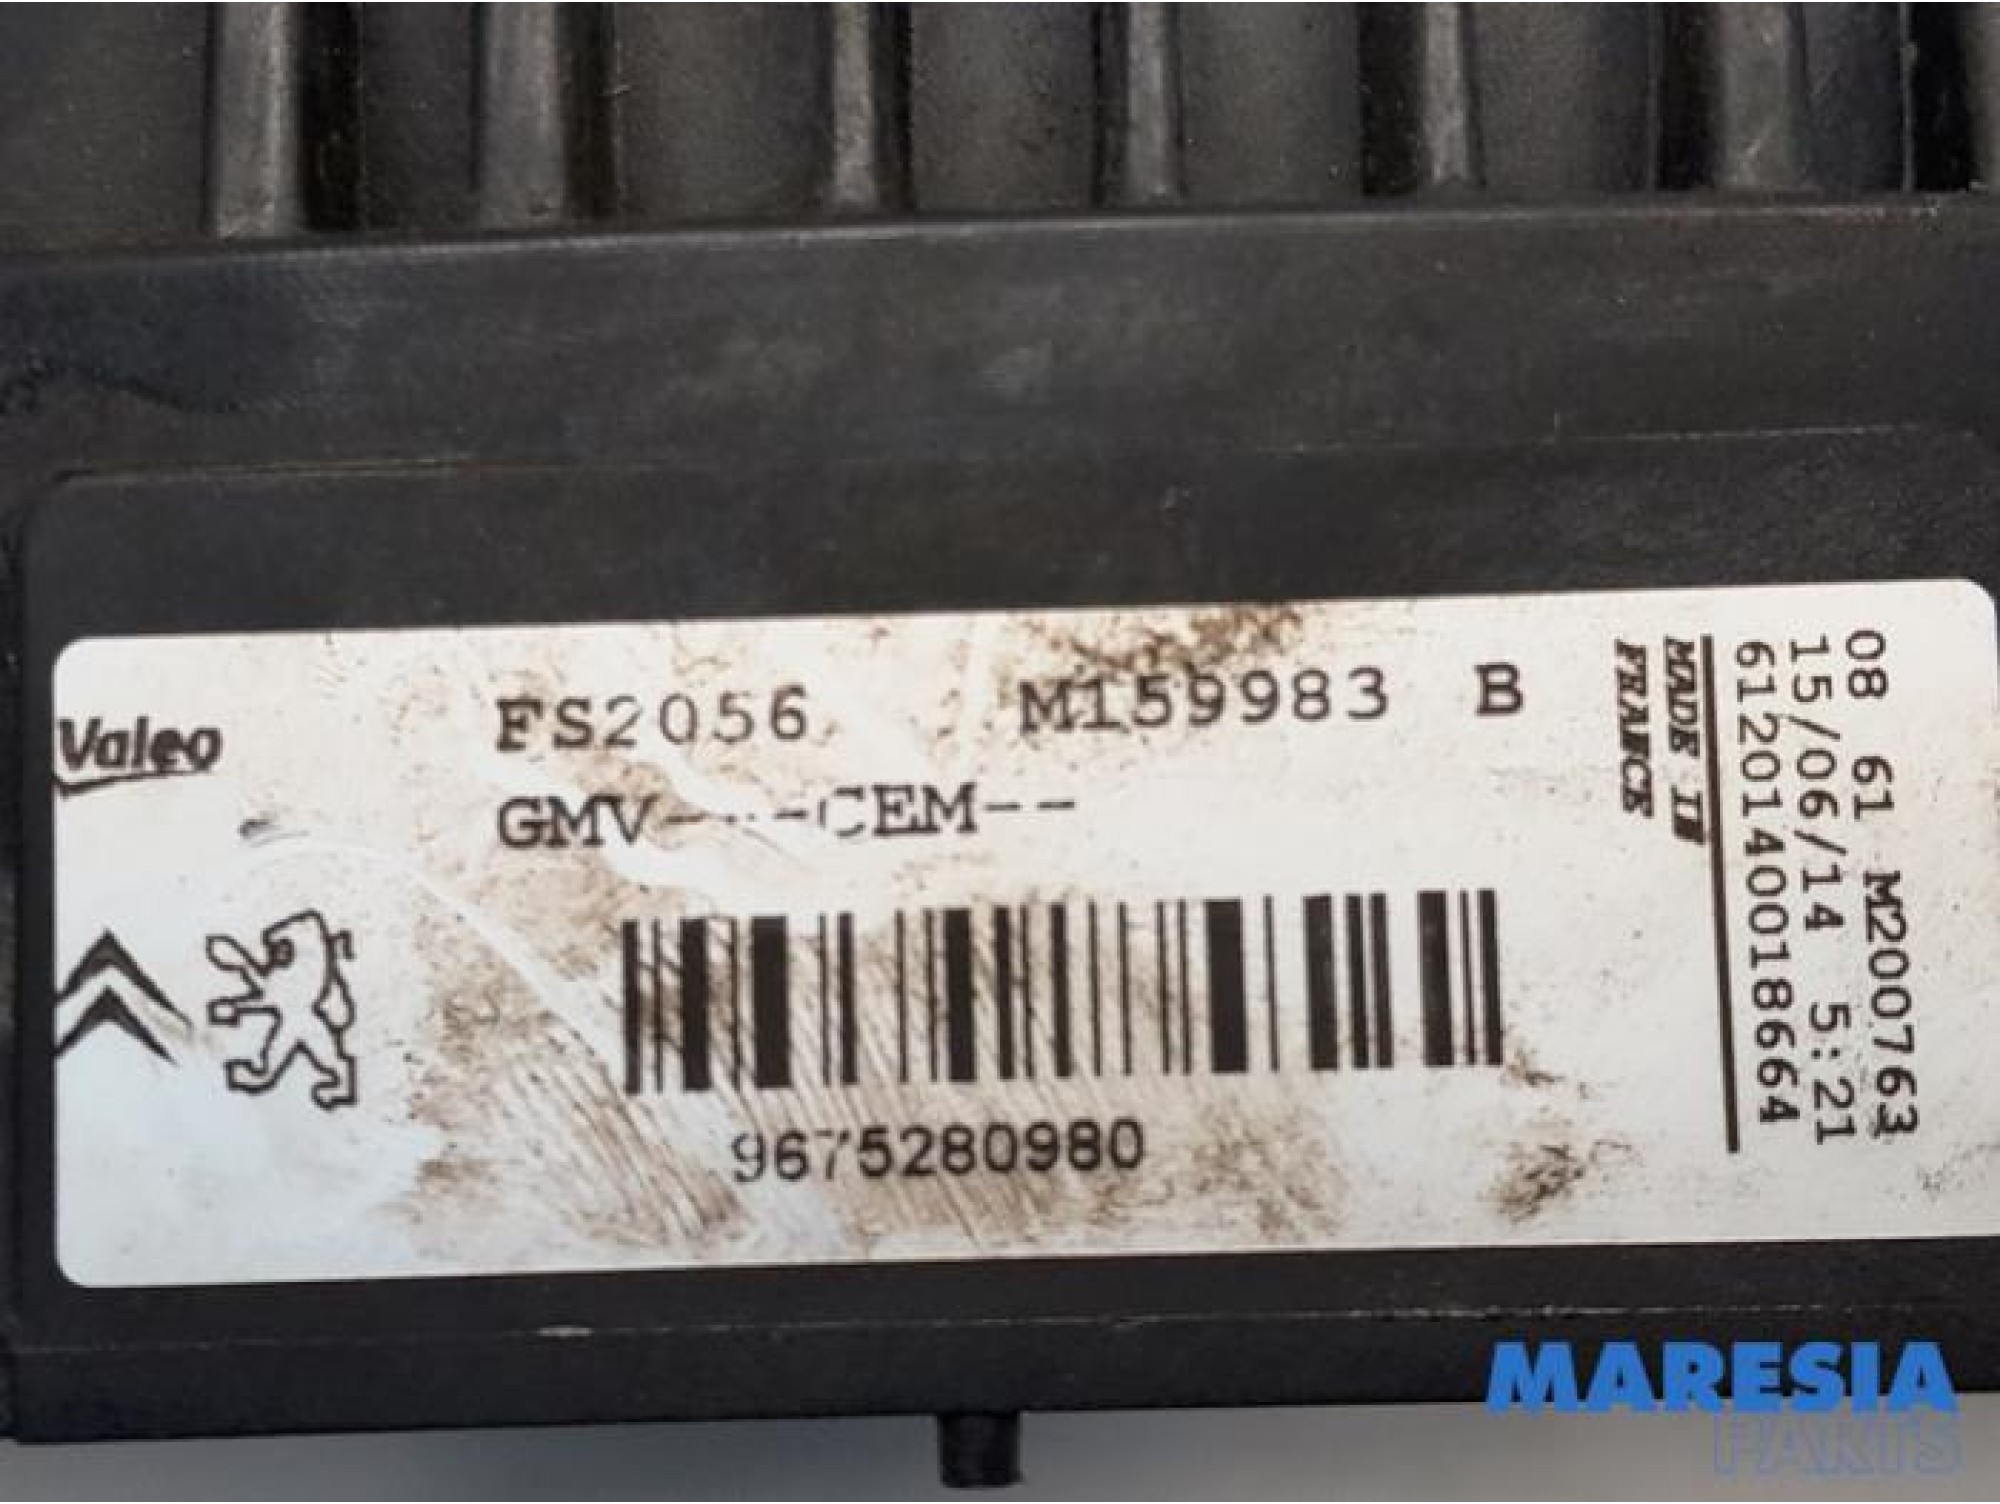 Valeo
FS2056 M159983 B
GMV----CEM--
9675280980
MADE IN
FRANCE
08 61 M200763
15/06/14 5:21
6120140018664
MARESIA
PARTS